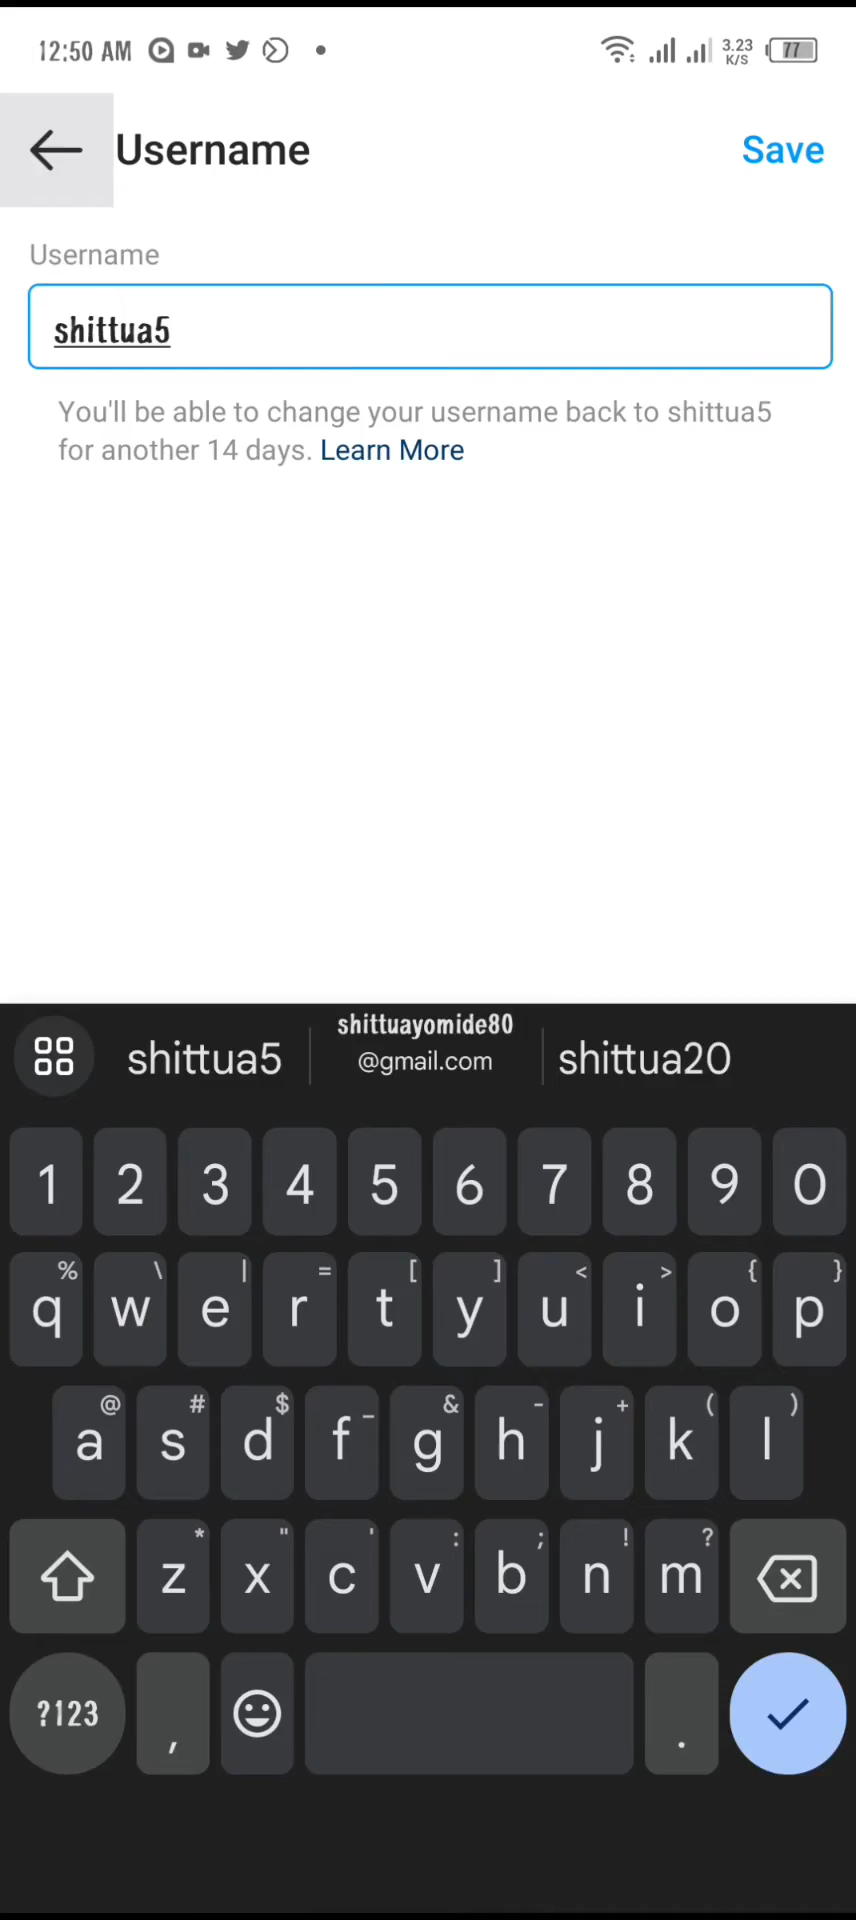 12:50 AM
3.23
K/S
77
Username
Save
Username
shittua5
You'll be able to change your username back to shittua5
for another 14 days. Learn More
shittua5
shittuayomide80
@gmail.com
shittua20
1 2 3 4 5 6 7 8 9 0
% \ | = [ ] < > { }
q w e r t y u i o p
@ # $ _ & - + ( )
a s d f g h j k l
* " ' : ; ! ?
z x c v b n m
?123 , .